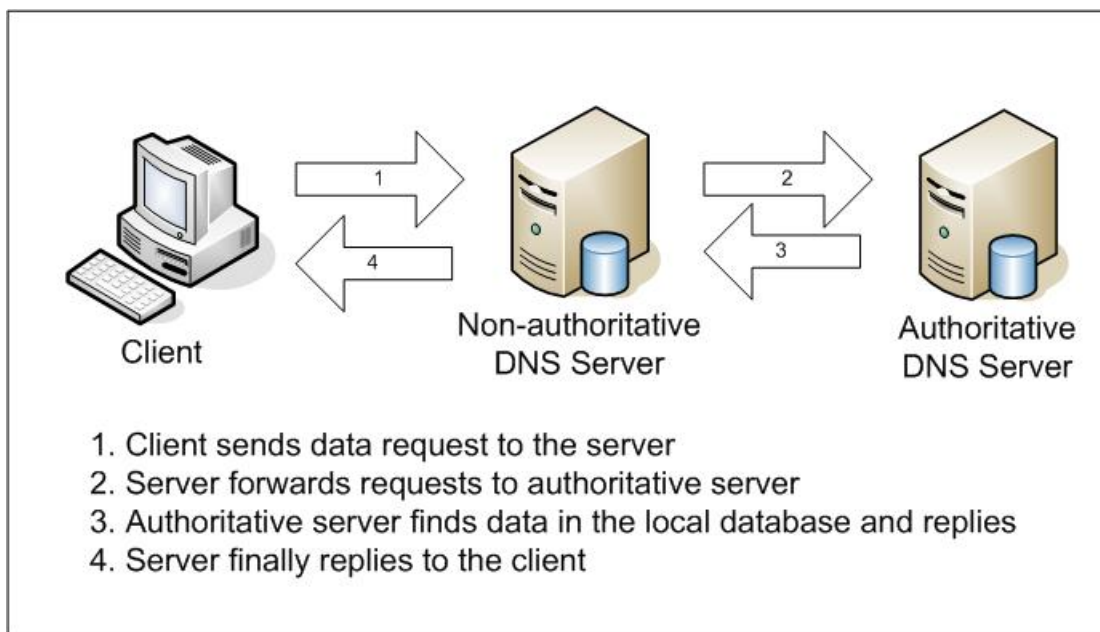 1
2
4
3
Client
Non-authoritative
DNS Server
Authoritative
DNS Server
1. Client sends data request to the server
2. Server forwards requests to authoritative server
3. Authoritative server finds data in the local database and replies
4. Server finally replies to the client